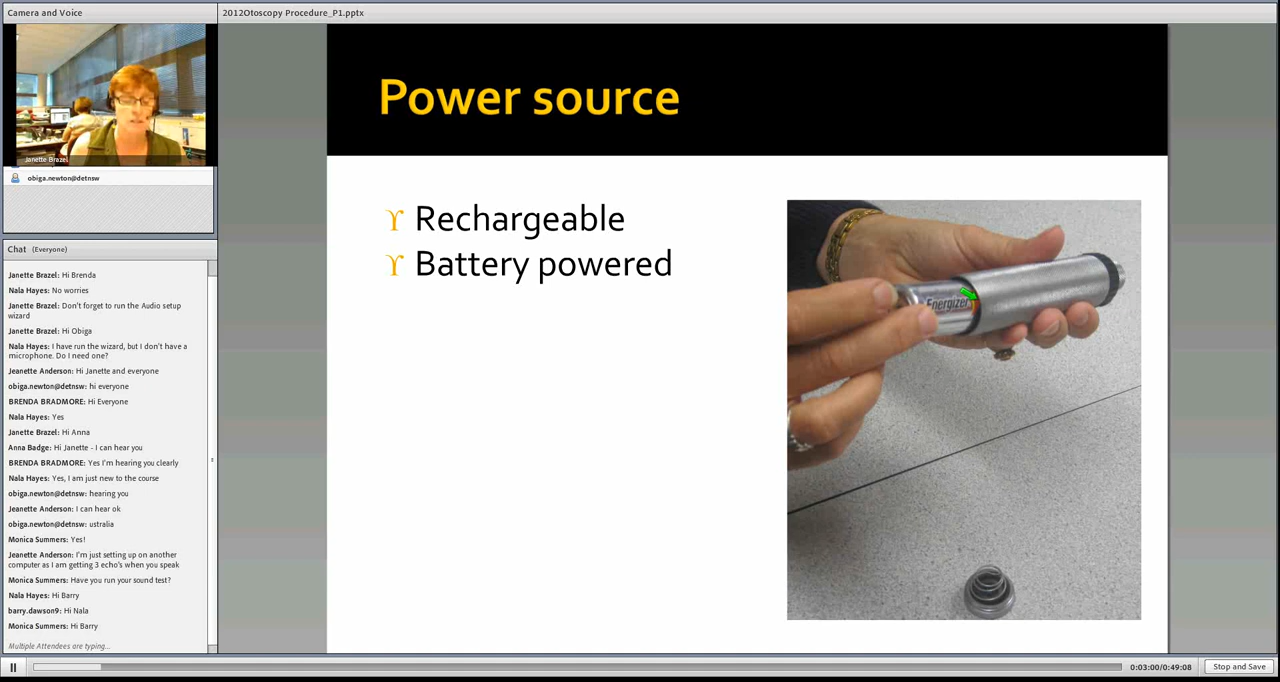 Camera and Voice
2012Otoscopy Procedure_P1.pptx
Janette Brazel
obiga.newton@detnsw
Chat (Everyone)
Janette Brazel: Hi Brenda
Nala Hayes: No worries
Janette Brazel: Don't forget to run the Audio setup
wizard
Janette Brazel: Hi Obiga
Nala Hayes: I have run the wizard, but I don't have a
microphone. Do I need one?
Jeanette Anderson: Hi Janette and everyone
obiga.newton@detnsw: hi everyone
BRENDA BRADMORE: Hi Everyone
Nala Hayes: Yes
Janette Brazel: Hi Anna
Anna Badge: Hi Janette - I can hear you
BRENDA BRADMORE: Yes I'm hearing you clearly
Nala Hayes: Yes, I am just new to the course
obiga.newton@detnsw: hearing you
Jeanette Anderson: I can hear ok
obiga.newton@detnsw: ustralia
Monica Summers: Yes!
Jeanette Anderson: I'm just setting up on another
computer as I am getting 3 echo's when you speak
Monica Summers: Have you run your sound test?
Nala Hayes: Hi Barry
barry.dawson9: Hi Nala
Monica Summers: Hi Barry
Multiple Attendees are typing...
Power source
Rechargeable
Battery powered
Energizer
0:03:00/0:49:08
Stop and Save